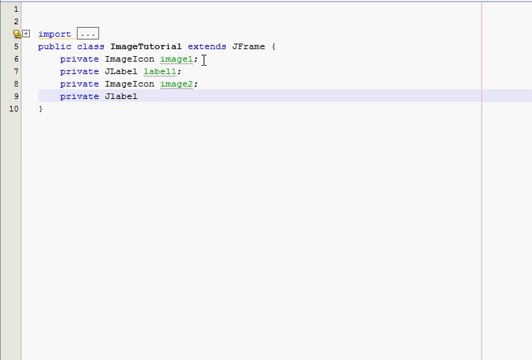 1
2
4 import ...
5 public class ImageTutorial extends JFrame {
6 private ImageIcon image1;
7 private JLabel label1;
8 private ImageIcon image2;
9 private Jlabel
10 }